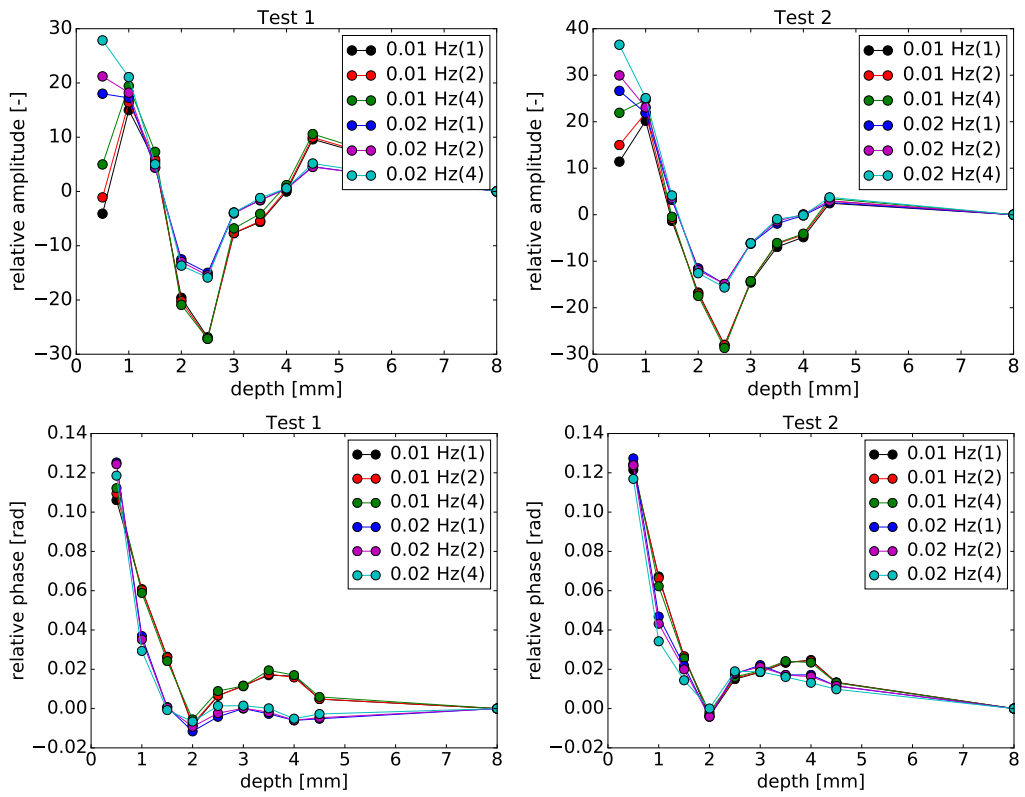 Test 1
relative amplitude [-]
30
20
10
0
−10
−20
−30
0 1 2 3 4 5 6 7 8
depth [mm]
0.01 Hz(1)
0.01 Hz(2)
0.01 Hz(4)
0.02 Hz(1)
0.02 Hz(2)
0.02 Hz(4)
Test 2
relative amplitude [-]
40
30
20
10
0
−10
−20
−30
0 1 2 3 4 5 6 7 8
depth [mm]
0.01 Hz(1)
0.01 Hz(2)
0.01 Hz(4)
0.02 Hz(1)
0.02 Hz(2)
0.02 Hz(4)
Test 1
relative phase [rad]
0.14
0.12
0.10
0.08
0.06
0.04
0.02
0.00
−0.02
0 1 2 3 4 5 6 7 8
depth [mm]
0.01 Hz(1)
0.01 Hz(2)
0.01 Hz(4)
0.02 Hz(1)
0.02 Hz(2)
0.02 Hz(4)
Test 2
relative phase [rad]
0.14
0.12
0.10
0.08
0.06
0.04
0.02
0.00
−0.02
0 1 2 3 4 5 6 7 8
depth [mm]
0.01 Hz(1)
0.01 Hz(2)
0.01 Hz(4)
0.02 Hz(1)
0.02 Hz(2)
0.02 Hz(4)